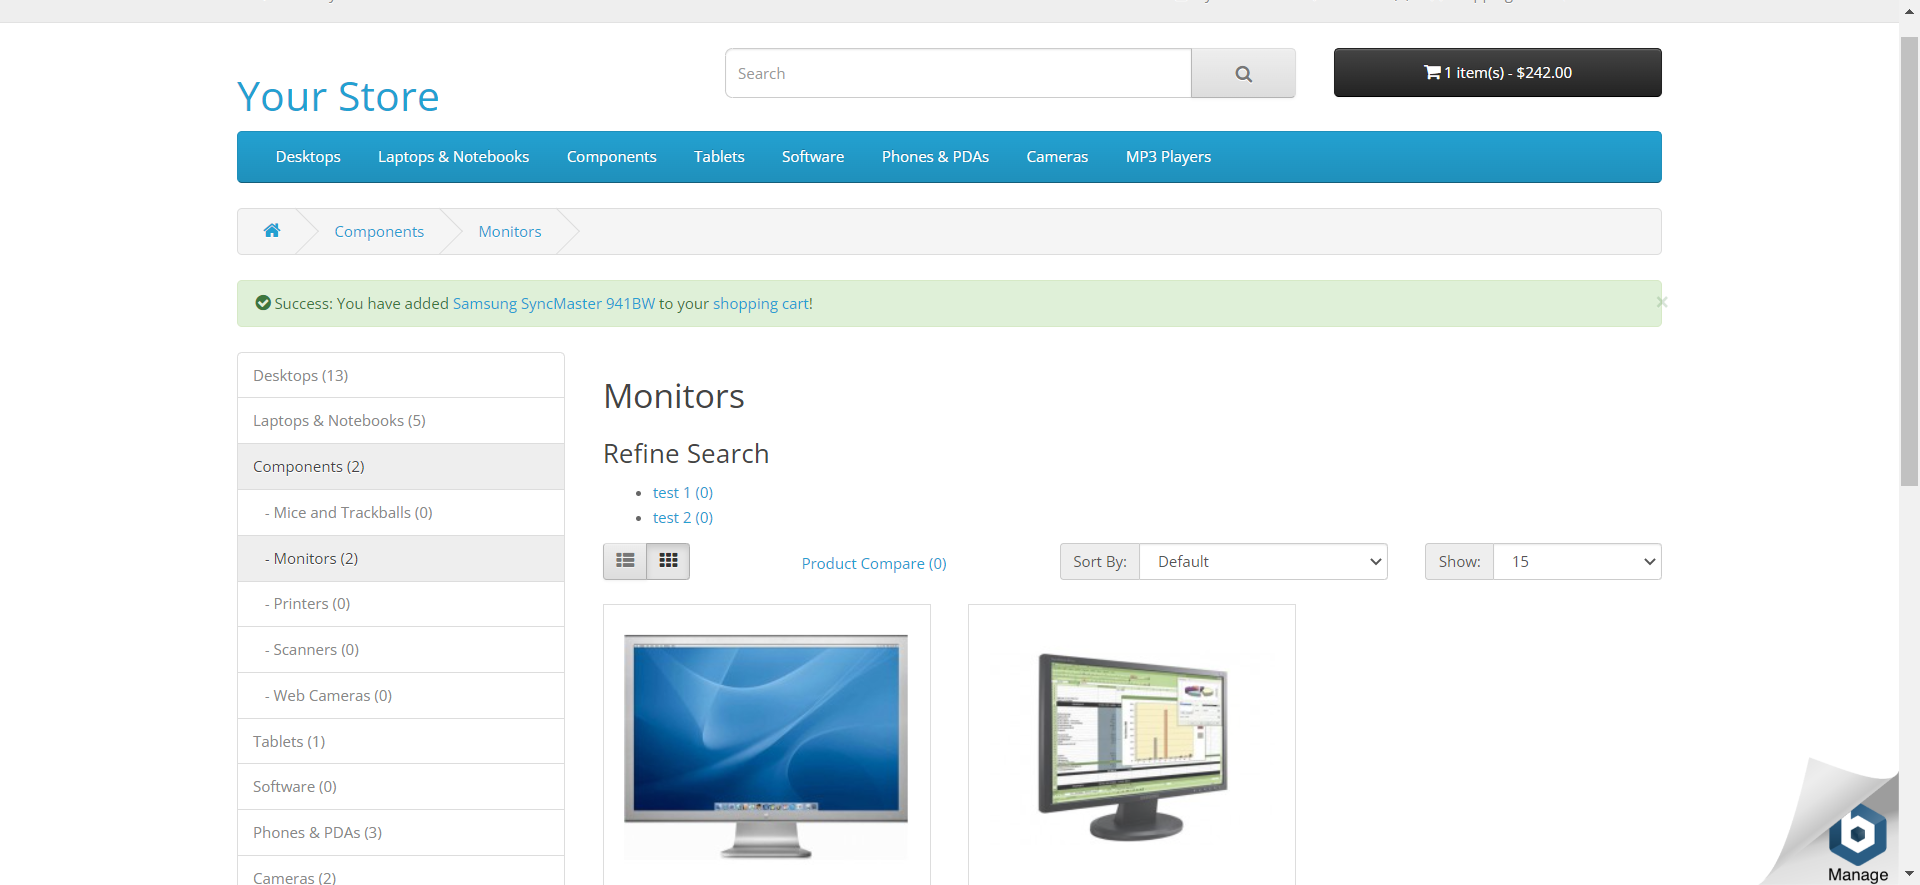 Search
1 item(s) - $242.00
Your Store
Desktops Laptops & Notebooks Components Tablets Software Phones & PDAs Cameras MP3 Players
Components Monitors
Success: You have added Samsung SyncMaster 941BW to your shopping cart!
×
Desktops (13)
Laptops & Notebooks (5)
Components (2)
- Mice and Trackballs (0)
- Monitors (2)
- Printers (0)
- Scanners (0)
- Web Cameras (0)
Tablets (1)
Software (0)
Phones & PDAs (3)
Cameras (2)
Monitors
Refine Search
• test 1 (0)
• test 2 (0)
Product Compare (0)
Sort By: Default
Show: 15
Manage